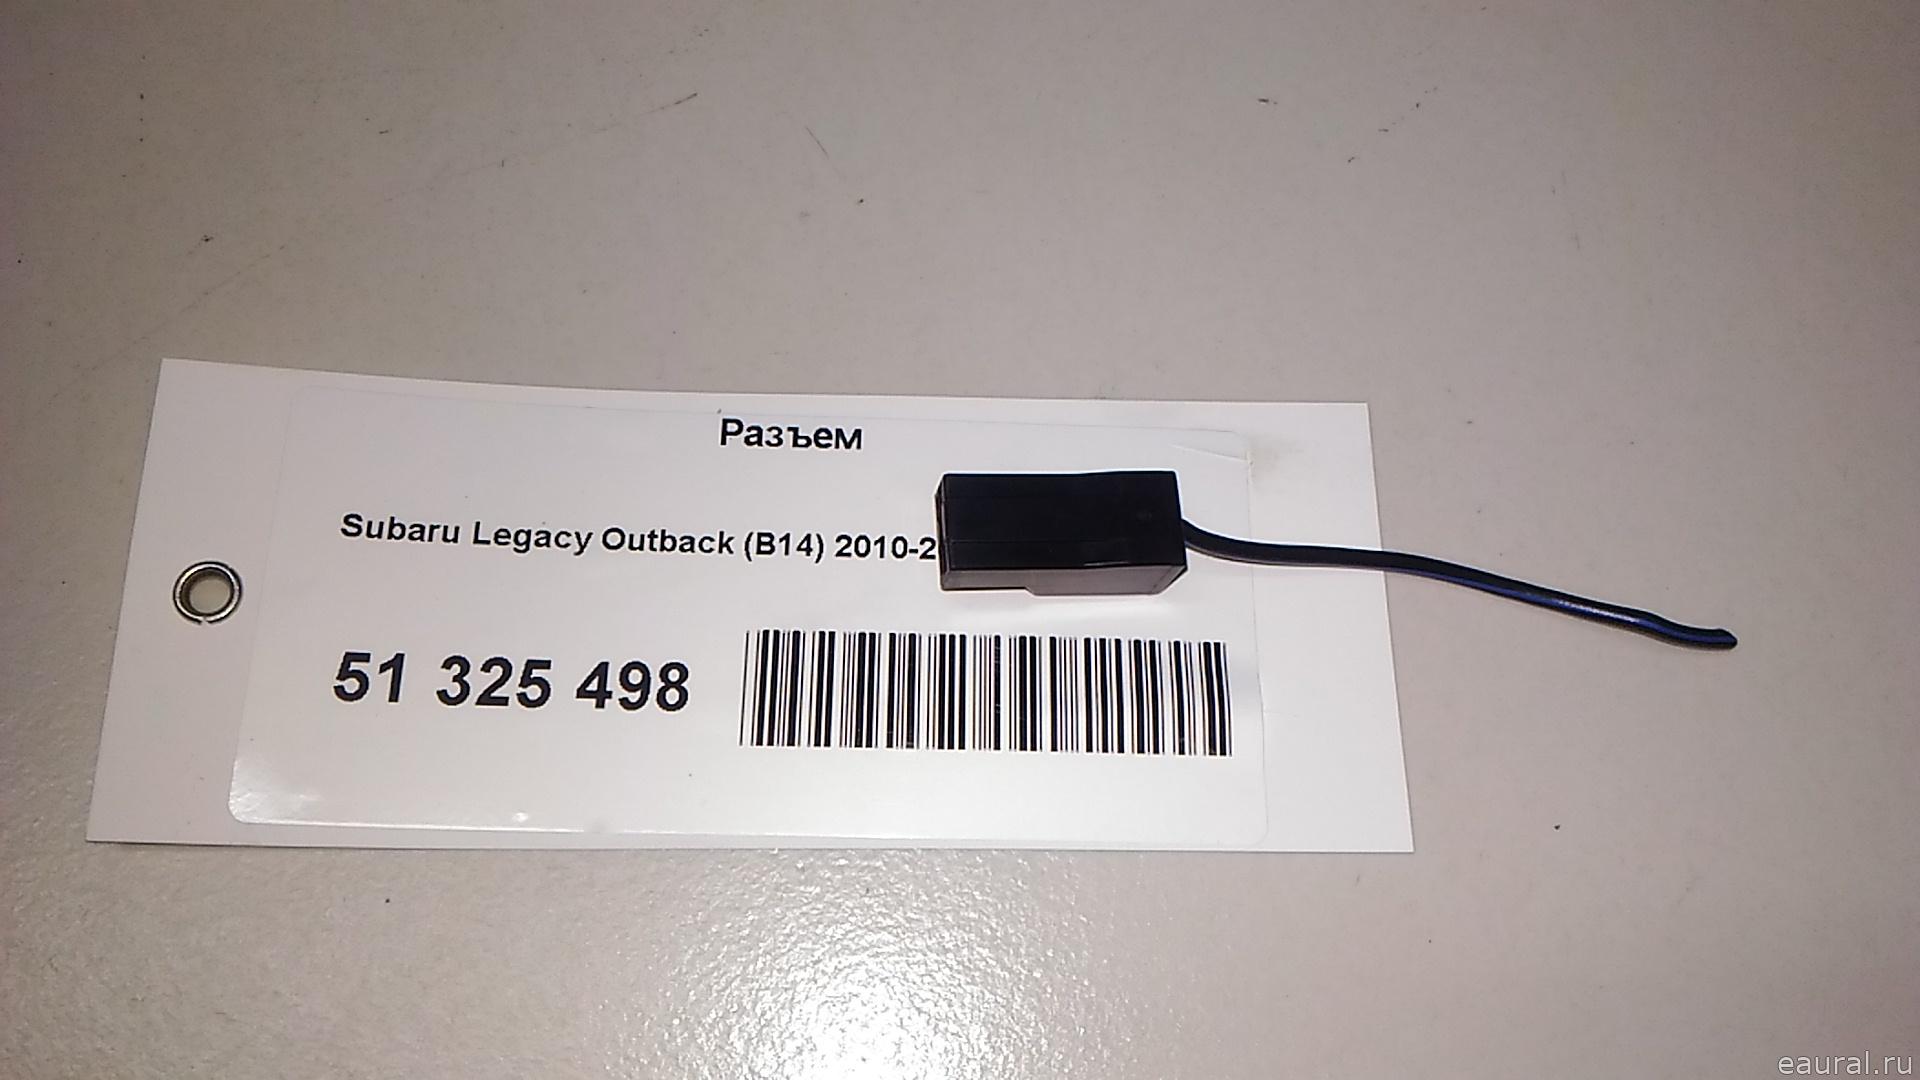 Разъем
Subaru Legacy Outback (B14) 2010-2
51 325 498
eaural.ru